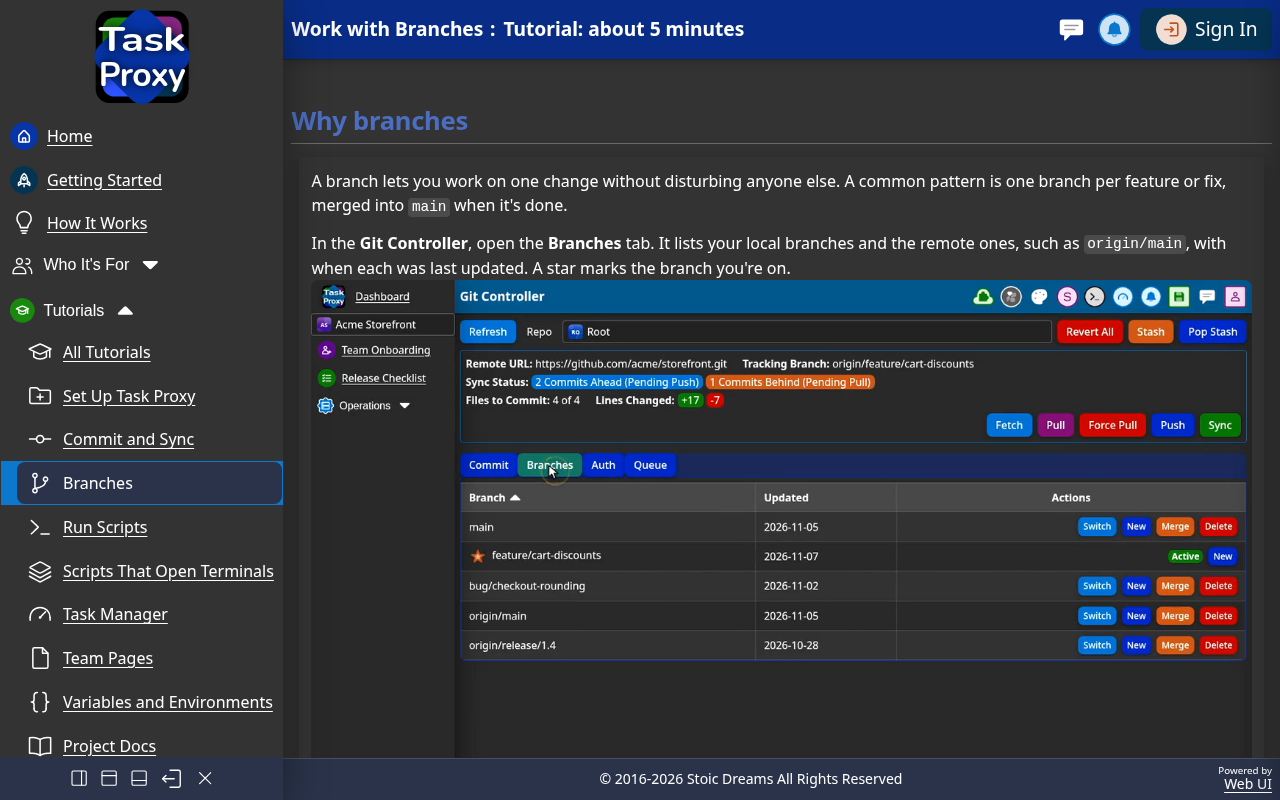 Task
Proxy
Home
Getting Started
How It Works
Who It's For
Tutorials
All Tutorials
Set Up Task Proxy
Commit and Sync
Branches
Run Scripts
Scripts That Open Terminals
Task Manager
Team Pages
Variables and Environments
Project Docs
Work with Branches : Tutorial: about 5 minutes
Sign In
Why branches
A branch lets you work on one change without disturbing anyone else. A common pattern is one branch per feature or fix,
merged into main when it's done.
In the Git Controller, open the Branches tab. It lists your local branches and the remote ones, such as origin/main, with
when each was last updated. A star marks the branch you're on.
Task
Proxy
Dashboard
AS Acme Storefront
Team Onboarding
Release Checklist
Operations
Git Controller
S
Refresh Repo RO Root Revert All Stash Pop Stash
Remote URL: https://github.com/acme/storefront.git Tracking Branch: origin/feature/cart-discounts
Sync Status: 2 Commits Ahead (Pending Push) 1 Commits Behind (Pending Pull)
Files to Commit: 4 of 4 Lines Changed: +17 -7
Fetch Pull Force Pull Push Sync
Commit Branches Auth Queue
Branch Updated Actions
main 2026-11-05 Switch New Merge Delete
feature/cart-discounts 2026-11-07 Active New
bug/checkout-rounding 2026-11-02 Switch New Merge Delete
origin/main 2026-11-05 Switch New Merge Delete
origin/release/1.4 2026-10-28 Switch New Merge Delete
© 2016-2026 Stoic Dreams All Rights Reserved
Powered by
Web UI